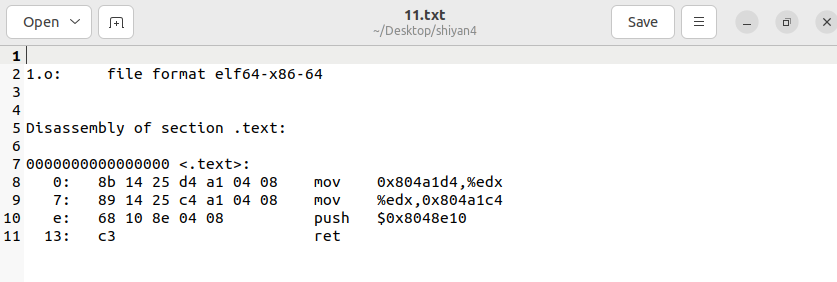 Open
11.txt
~/Desktop/shiyan4
Save
1
2 1.o:     file format elf64-x86-64
3
4
5 Disassembly of section .text:
6
7 0000000000000000 <.text>:
8    0:   8b 14 25 d4 a1 04 08    mov    0x804a1d4,%edx
9    7:   89 14 25 c4 a1 04 08    mov    %edx,0x804a1c4
10    e:   68 10 8e 04 08          push   $0x8048e10
11   13:   c3                      ret